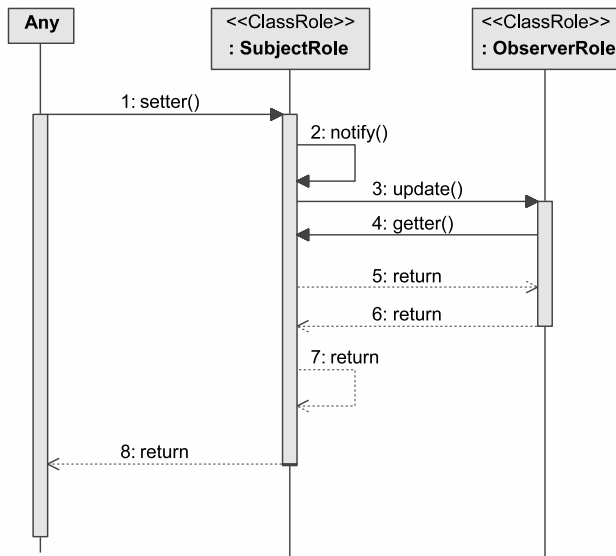 Any
<<ClassRole>>
: SubjectRole
<<ClassRole>>
: ObserverRole
1: setter()
2: notify()
3: update()
4: getter()
5: return
6: return
7: return
8: return